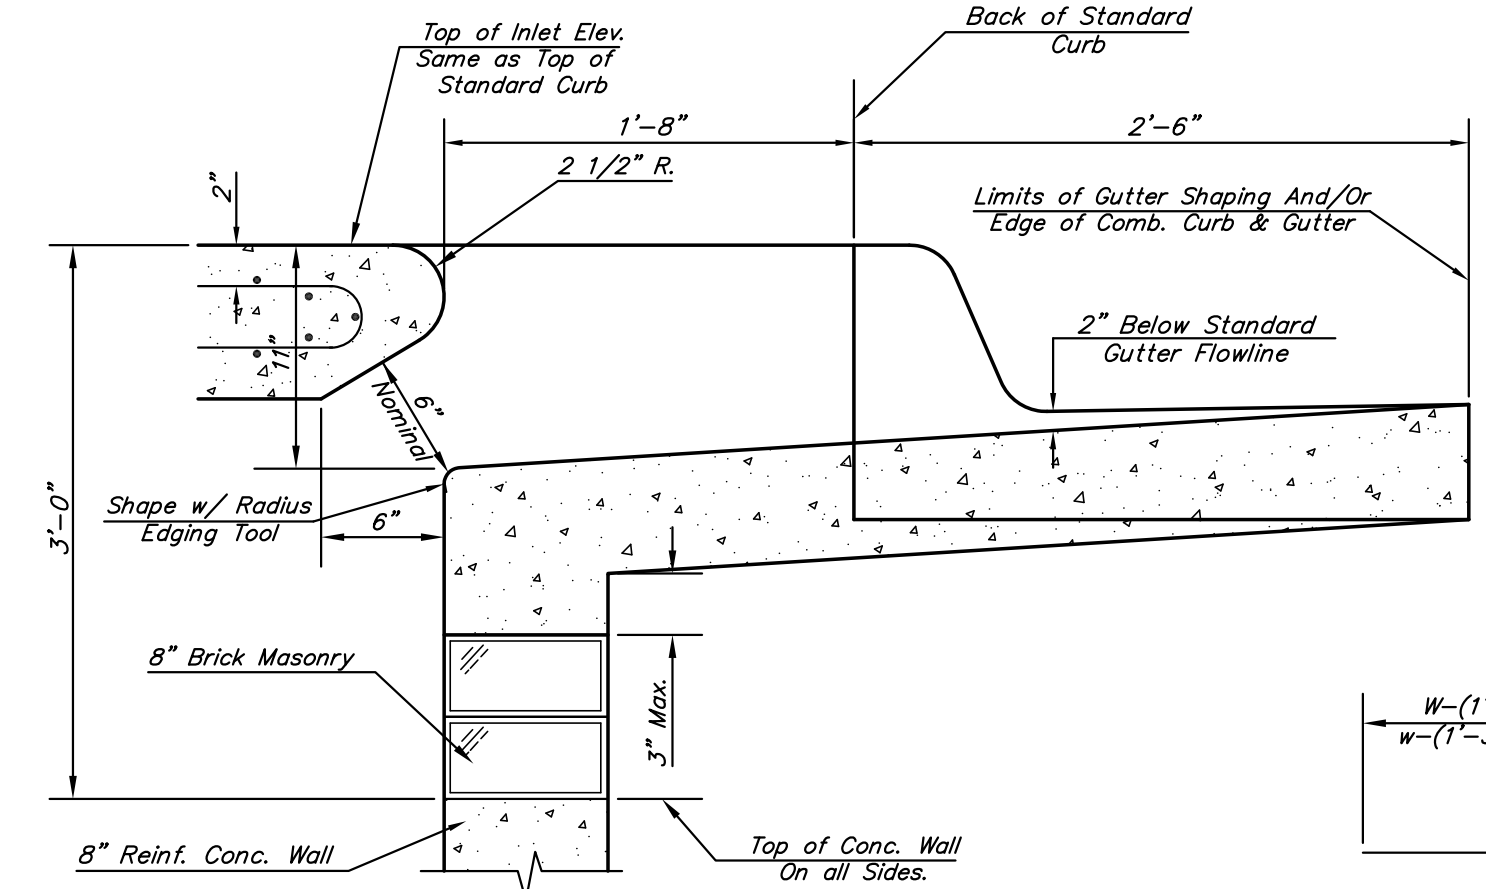 Top of Inlet Elev.
Same as Top of
Standard Curb
Back of Standard
Curb
1'-8"
2'-6"
2 1/2" R.
2"
Limits of Gutter Shaping And/Or
Edge of Comb. Curb & Gutter
2" Below Standard
Gutter Flowline
11"
6"
Nominal
3'-0"
Shape w/ Radius
Edging Tool
6"
8" Brick Masonry
3" Max.
W-(1'
w-(1'-
8" Reinf. Conc. Wall
Top of Conc. Wall
On all Sides.